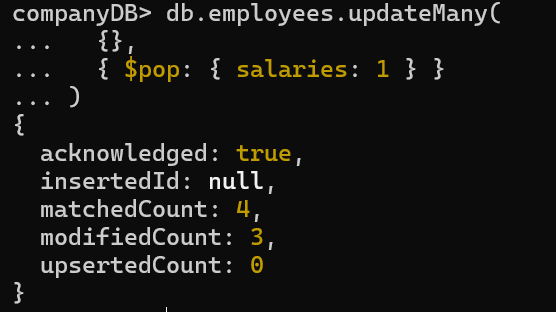 companyDB> db.employees.updateMany(
...   {},
...   { $pop: { salaries: 1 } }
... )
{
  acknowledged: true,
  insertedId: null,
  matchedCount: 4,
  modifiedCount: 3,
  upsertedCount: 0
}